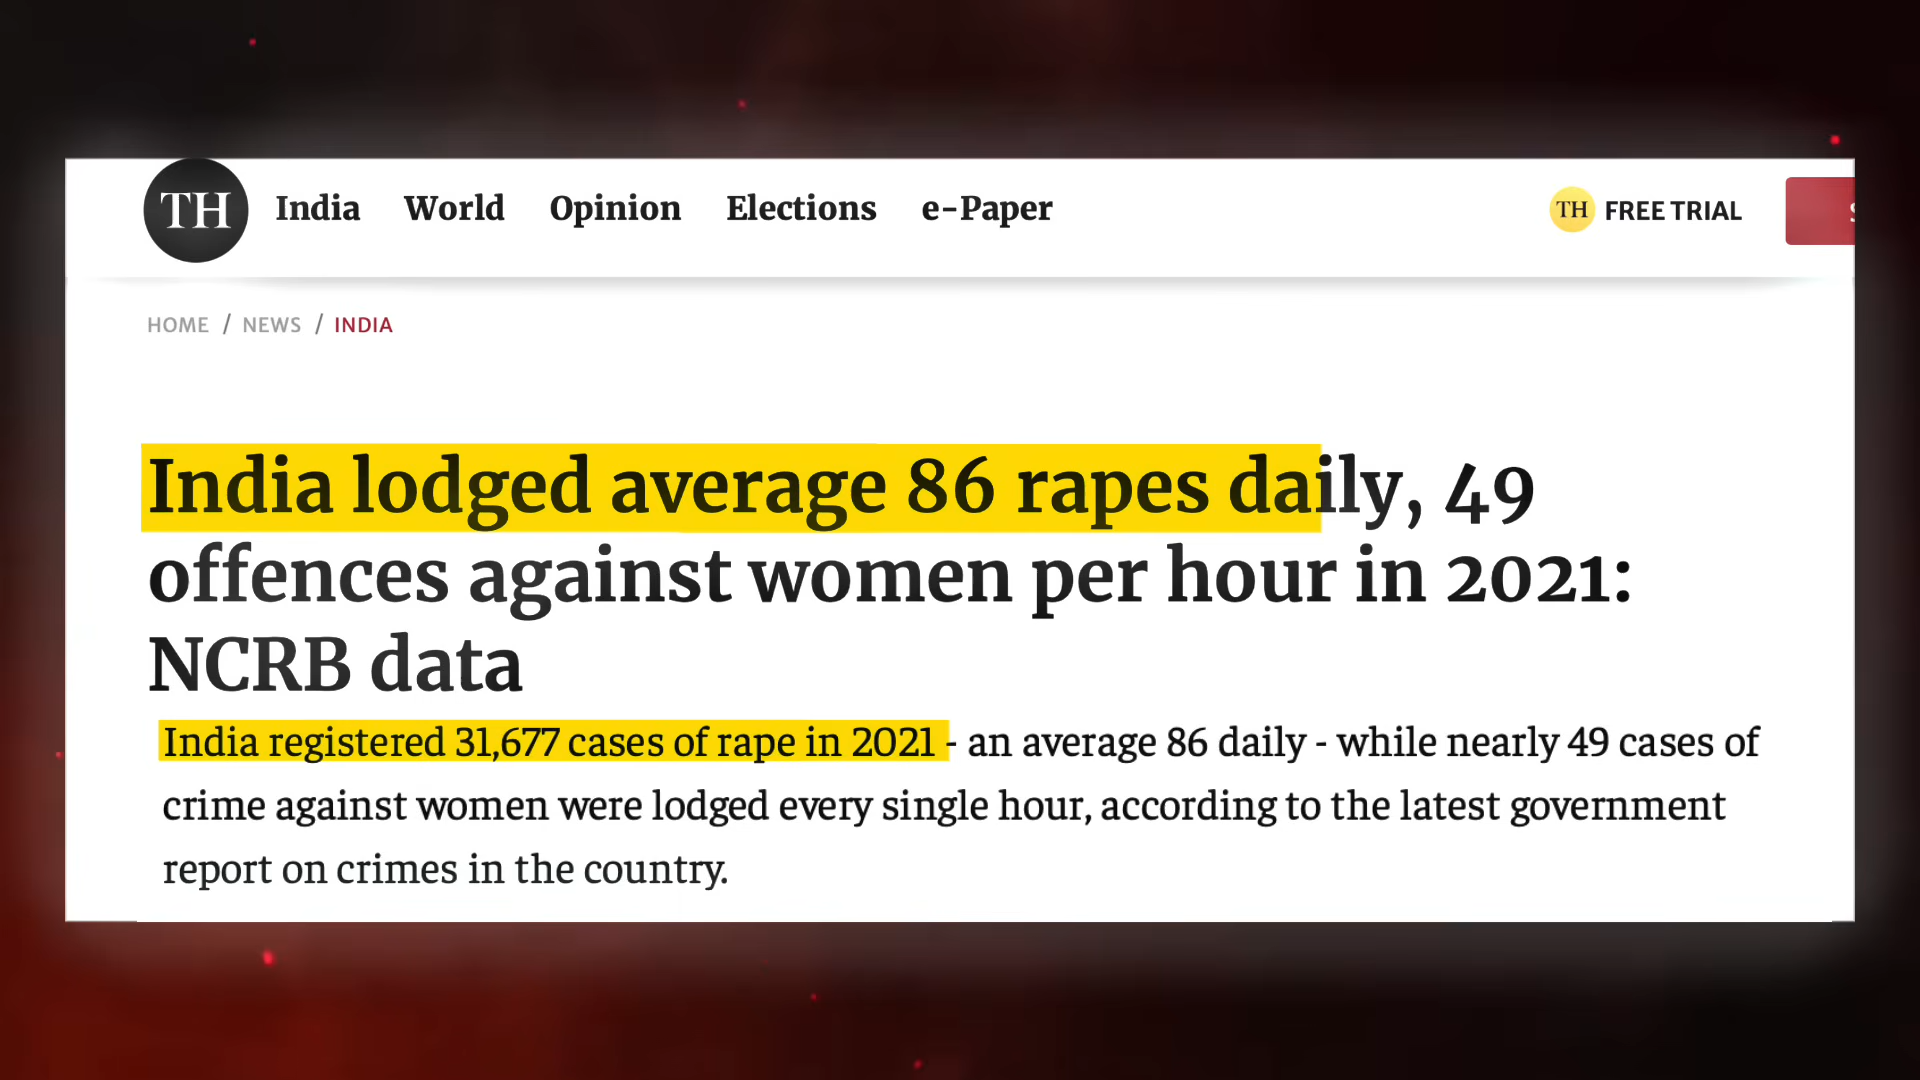 TH India World Opinion Elections e-Paper TH FREE TRIAL S
HOME / NEWS / INDIA
India lodged average 86 rapes daily, 49
offences against women per hour in 2021:
NCRB data
India registered 31,677 cases of rape in 2021 - an average 86 daily - while nearly 49 cases of
crime against women were lodged every single hour, according to the latest government
report on crimes in the country.